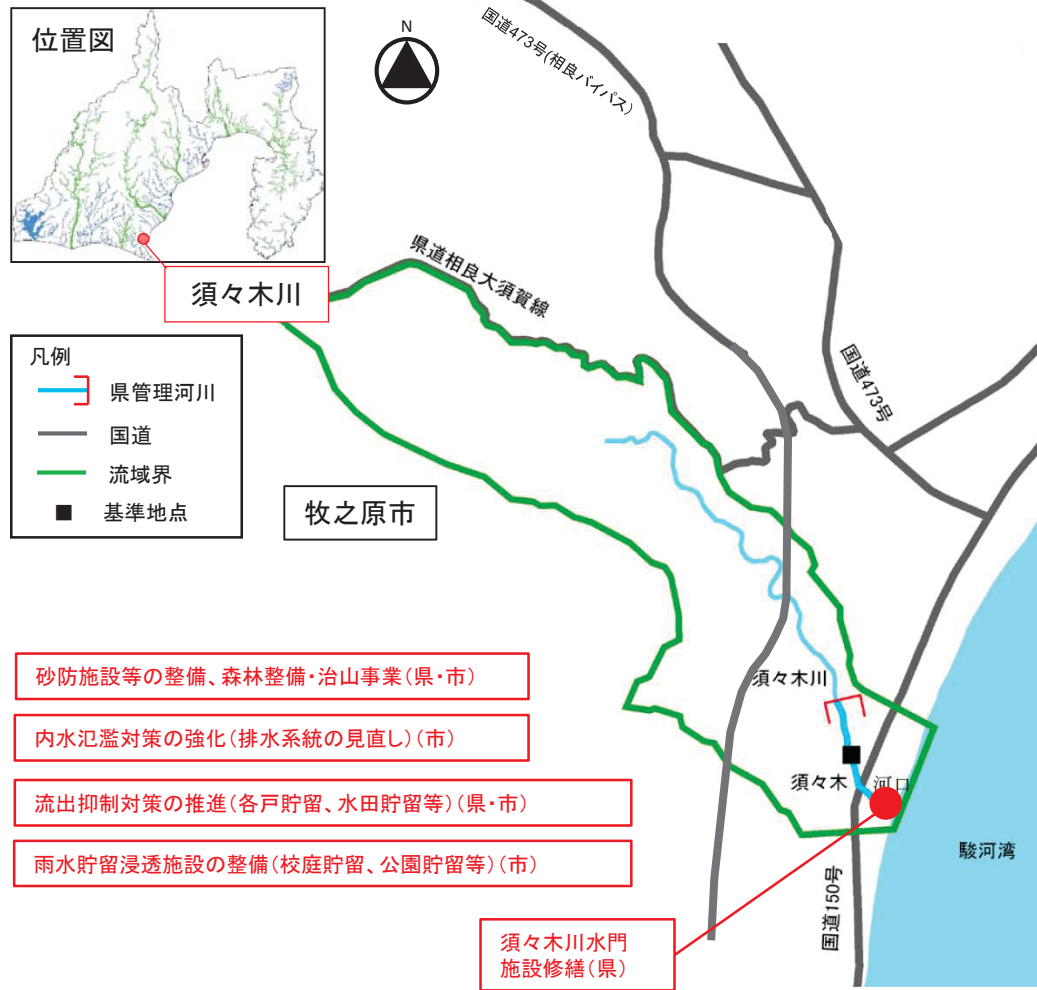 位置図
N
国道473号(相良バイパス)
須々木川
県道相良大須賀線
国道473号
凡例
県管理河川
国道
流域界
基準地点
牧之原市
砂防施設等の整備、森林整備・治山事業(県・市)
内水氾濫対策の強化(排水系統の見直し)(市)
流出抑制対策の推進(各戸貯留、水田貯留等)(県・市)
雨水貯留浸透施設の整備(校庭貯留、公園貯留等)(市)
須々木川
須々木
河口
駿河湾
国道150号
須々木川水門
施設修繕(県)